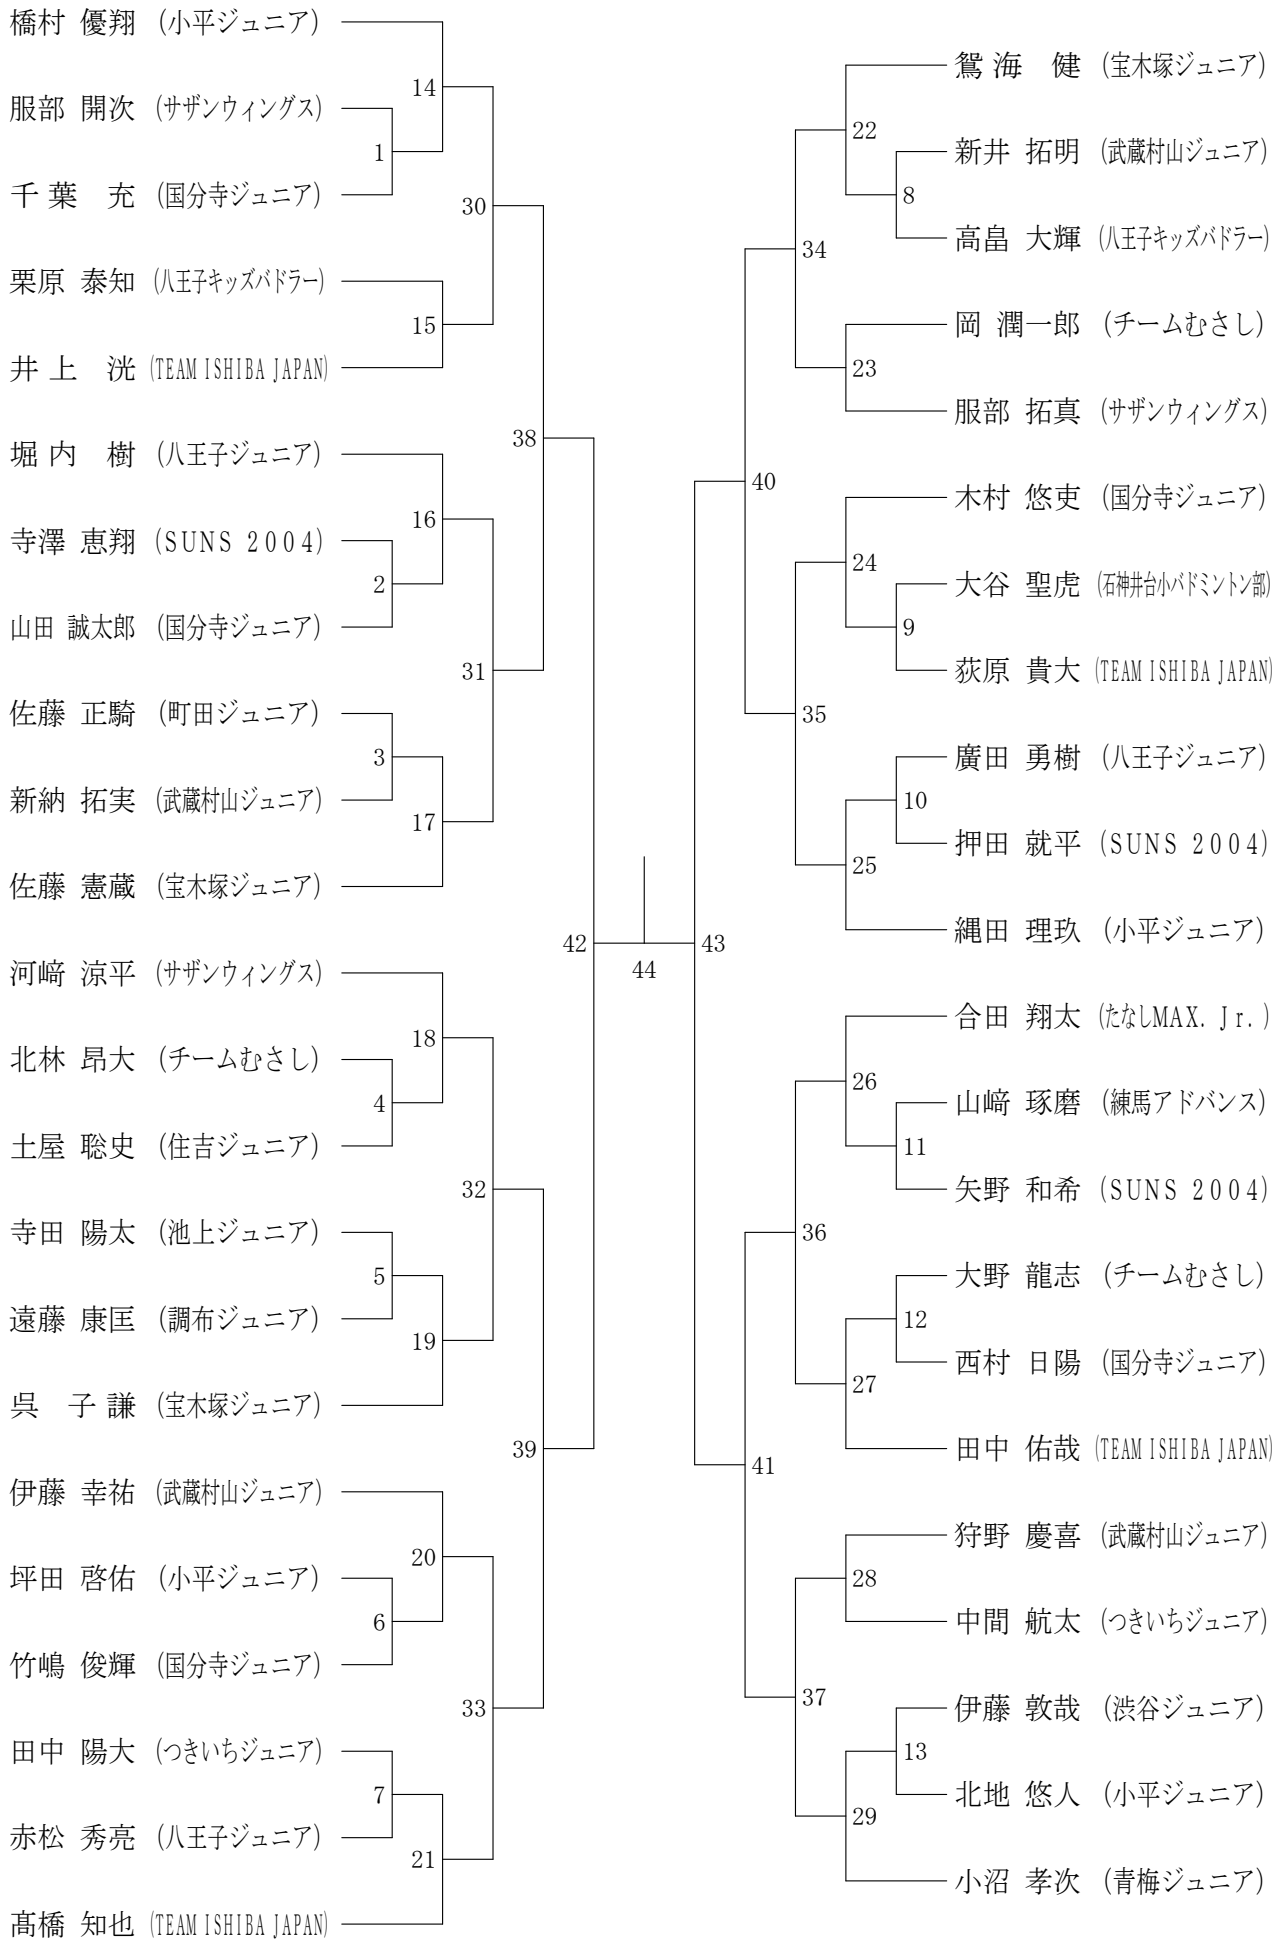 橋村 優翔 (小平ジュニア)
服部 開次 (サザンウィングス)
千葉 充 (国分寺ジュニア)
栗原 泰知 (八王子キッズバドラー)
井上 洸 (TEAM ISHIBA JAPAN)
堀内 樹 (八王子ジュニア)
寺澤 恵翔 (SUNS 2004)
山田 誠太郎 (国分寺ジュニア)
佐藤 正騎 (町田ジュニア)
新納 拓実 (武蔵村山ジュニア)
佐藤 憲蔵 (宝木塚ジュニア)
河﨑 涼平 (サザンウィングス)
北林 昂大 (チームむさし)
土屋 聡史 (住吉ジュニア)
寺田 陽太 (池上ジュニア)
遠藤 康匡 (調布ジュニア)
呉 子謙 (宝木塚ジュニア)
伊藤 幸祐 (武蔵村山ジュニア)
坪田 啓佑 (小平ジュニア)
竹嶋 俊輝 (国分寺ジュニア)
田中 陽大 (つきいちジュニア)
赤松 秀亮 (八王子ジュニア)
髙橋 知也 (TEAM ISHIBA JAPAN)
1
2
3
4
5
6
7
14
15
16
17
18
19
20
21
30
31
32
33
38
39
42
44
43
40
41
34
35
36
37
22
23
24
25
26
27
28
29
8
9
10
11
12
13
鴛海 健 (宝木塚ジュニア)
新井 拓明 (武蔵村山ジュニア)
高畠 大輝 (八王子キッズバドラー)
岡 潤一郎 (チームむさし)
服部 拓真 (サザンウィングス)
木村 悠吏 (国分寺ジュニア)
大谷 聖虎 (石神井台小バドミントン部)
荻原 貴大 (TEAM ISHIBA JAPAN)
廣田 勇樹 (八王子ジュニア)
押田 就平 (SUNS 2004)
縄田 理玖 (小平ジュニア)
合田 翔太 (たなしMAX. Jr.)
山﨑 琢磨 (練馬アドバンス)
矢野 和希 (SUNS 2004)
大野 龍志 (チームむさし)
西村 日陽 (国分寺ジュニア)
田中 佑哉 (TEAM ISHIBA JAPAN)
狩野 慶喜 (武蔵村山ジュニア)
中間 航太 (つきいちジュニア)
伊藤 敦哉 (渋谷ジュニア)
北地 悠人 (小平ジュニア)
小沼 孝次 (青梅ジュニア)